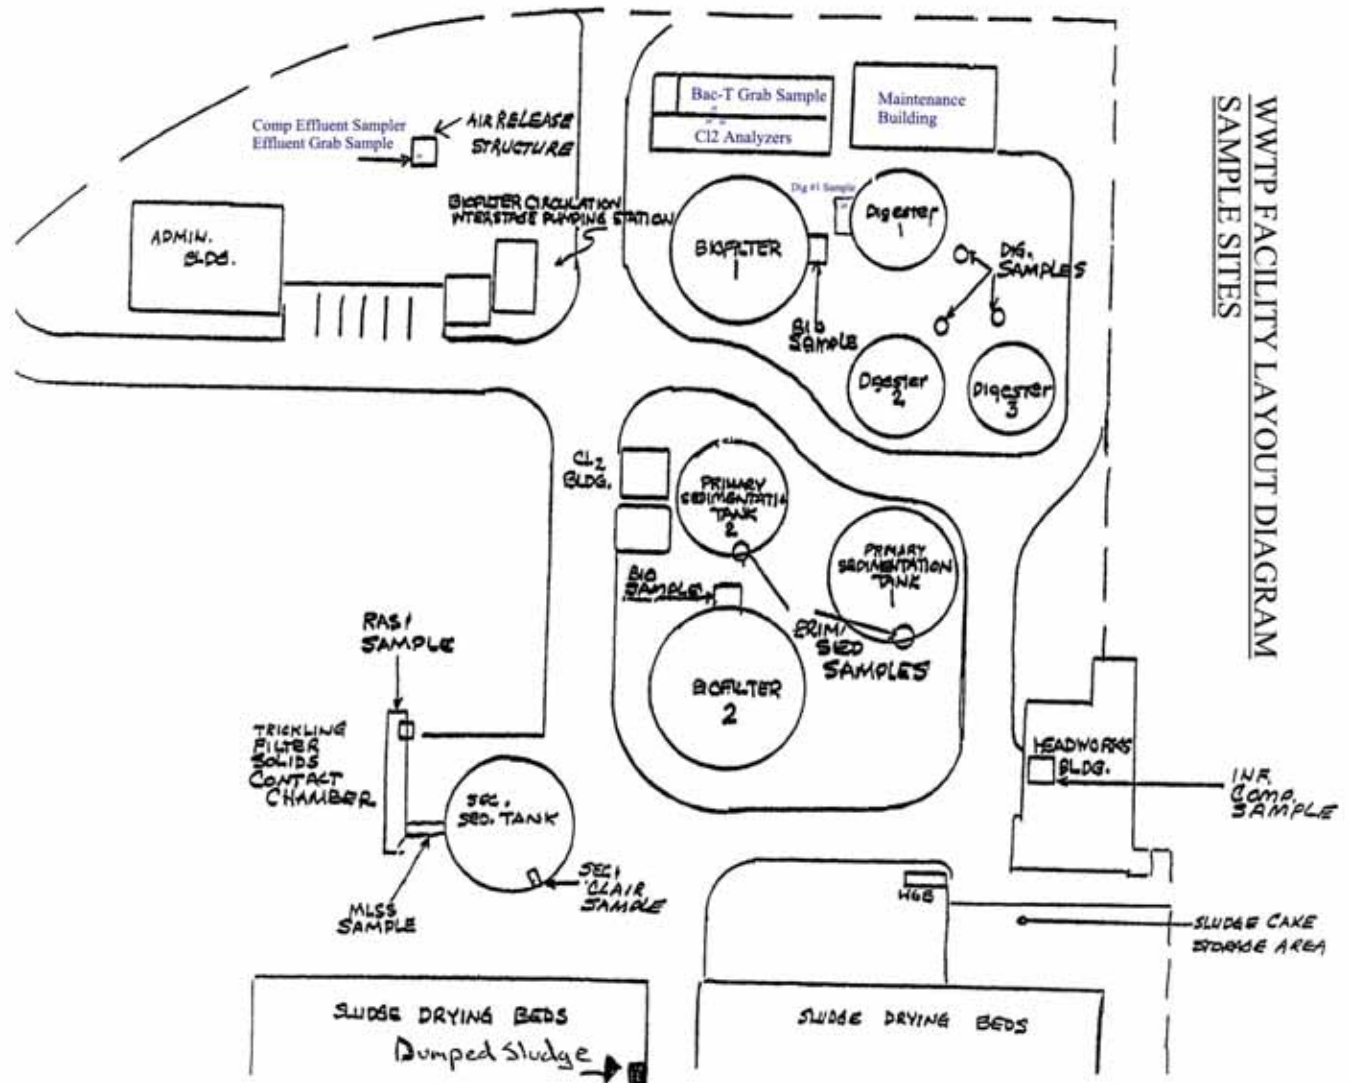 WWTP FACILITY LAYOUT DIAGRAM
SAMPLE SITES
Bac-T Grab Sample
Cl2 Analyzers
Maintenance
Building
Comp Effluent Sampler
Effluent Grab Sample
AIR RELEASE
STRUCTURE
BIOFILTER CIRCULATION
INTERSTAGE PUMPING STATION
ADMIN.
BLDG.
Dig #1 Sample
Digester
1
BIOFILTER
1
DIG.
SAMPLES
BIO
SAMPLE
Digester
2
Digester
3
CL2
BLDG.
PRIMARY
SEDIMENTATIO
TANK
2
PRIMARY
SEDIMENTATION
TANK
1
BIO
SAMPLE
PRIM/
SED
SAMPLES
BIOFILTER
2
RAS/
SAMPLE
TRICKLING
FILTER
SOLIDS
CONTACT
CHAMBER
SEC.
SED. TANK
HEADWORKS
BLDG.
INF.
COMP.
SAMPLE
SEC/
CLAIR
SAMPLE
MLSS
SAMPLE
WGB
SLUDGE CAKE
STORAGE AREA
SLUDGE DRYING BEDS
Dumped Sludge
SLUDGE DRYING BEDS